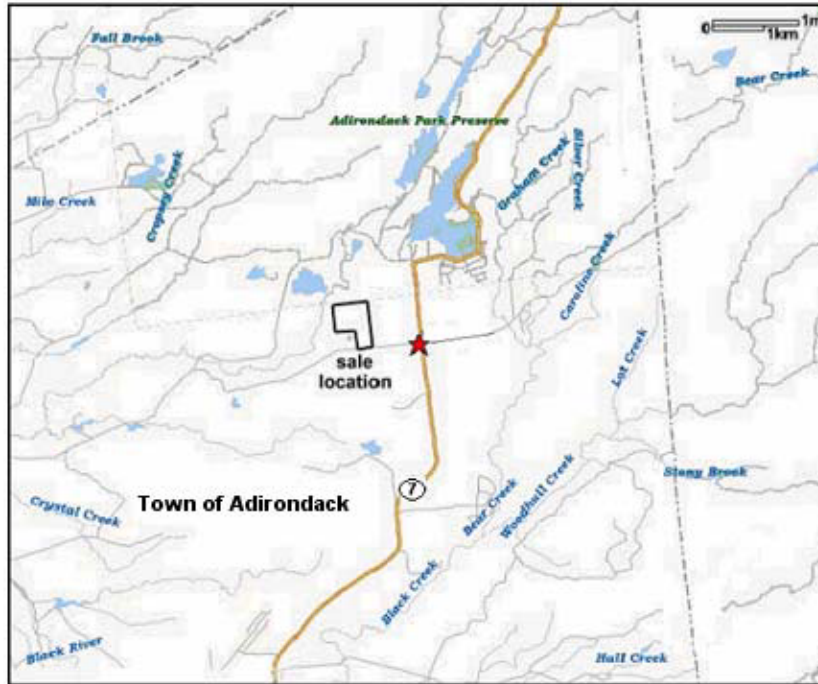 0
1m
1km
Fall Brook
Bear Creek
Adirondack Park Preserve
Silver Creek
Graham Creek
Cropsey Creek
Mile Creek
Caroline Creek
sale
location
Lot Creek
7
Stony Brook
Town of Adirondack
Crystal Creek
Bear Creek
Woodhull Creek
Black Creek
Black River
Hall Creek